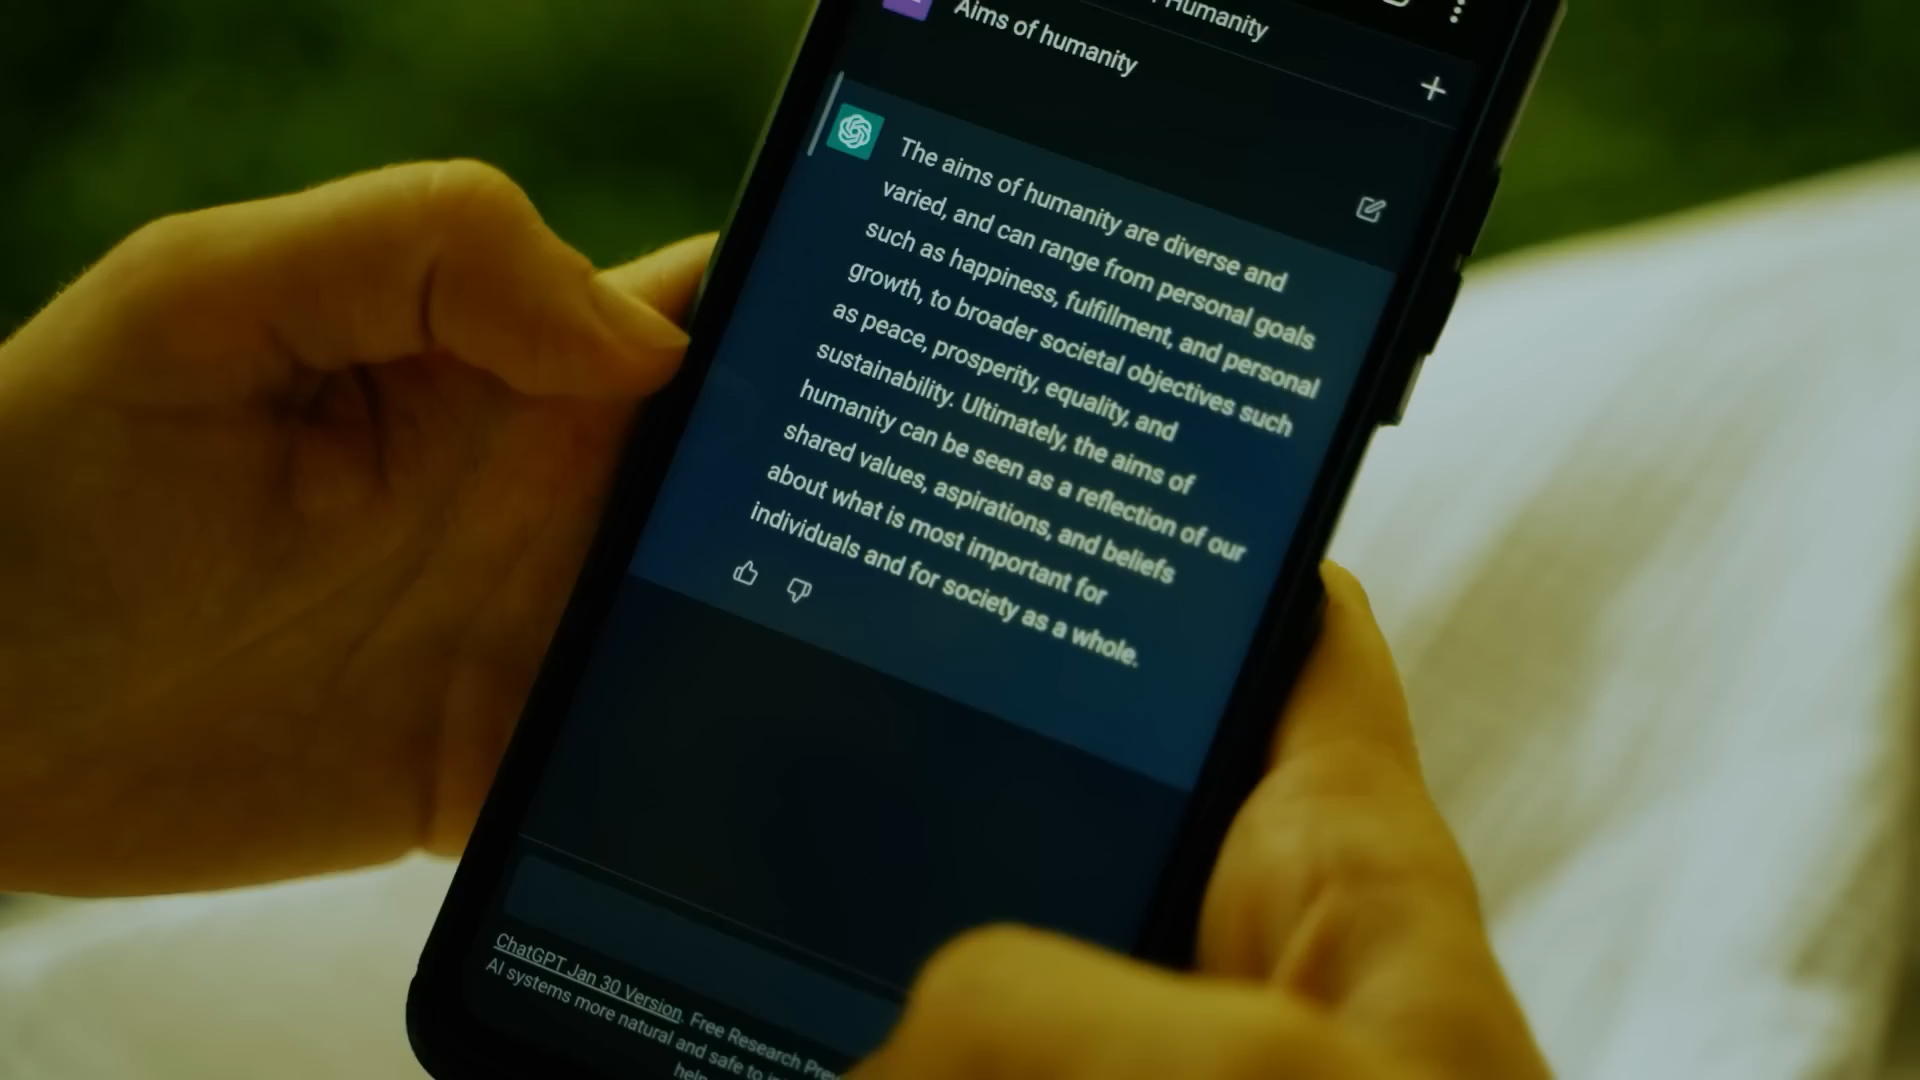 Humanity
Aims of humanity
The aims of humanity are diverse and
varied, and can range from personal goals
such as happiness, fulfillment, and personal
growth, to broader societal objectives such
as peace, prosperity, equality, and
sustainability. Ultimately, the aims of
humanity can be seen as a reflection of our
shared values, aspirations, and beliefs
about what is most important for
individuals and for society as a whole.
ChatGPT Jan 30 Version. Free Research
AI systems more natural and safe to